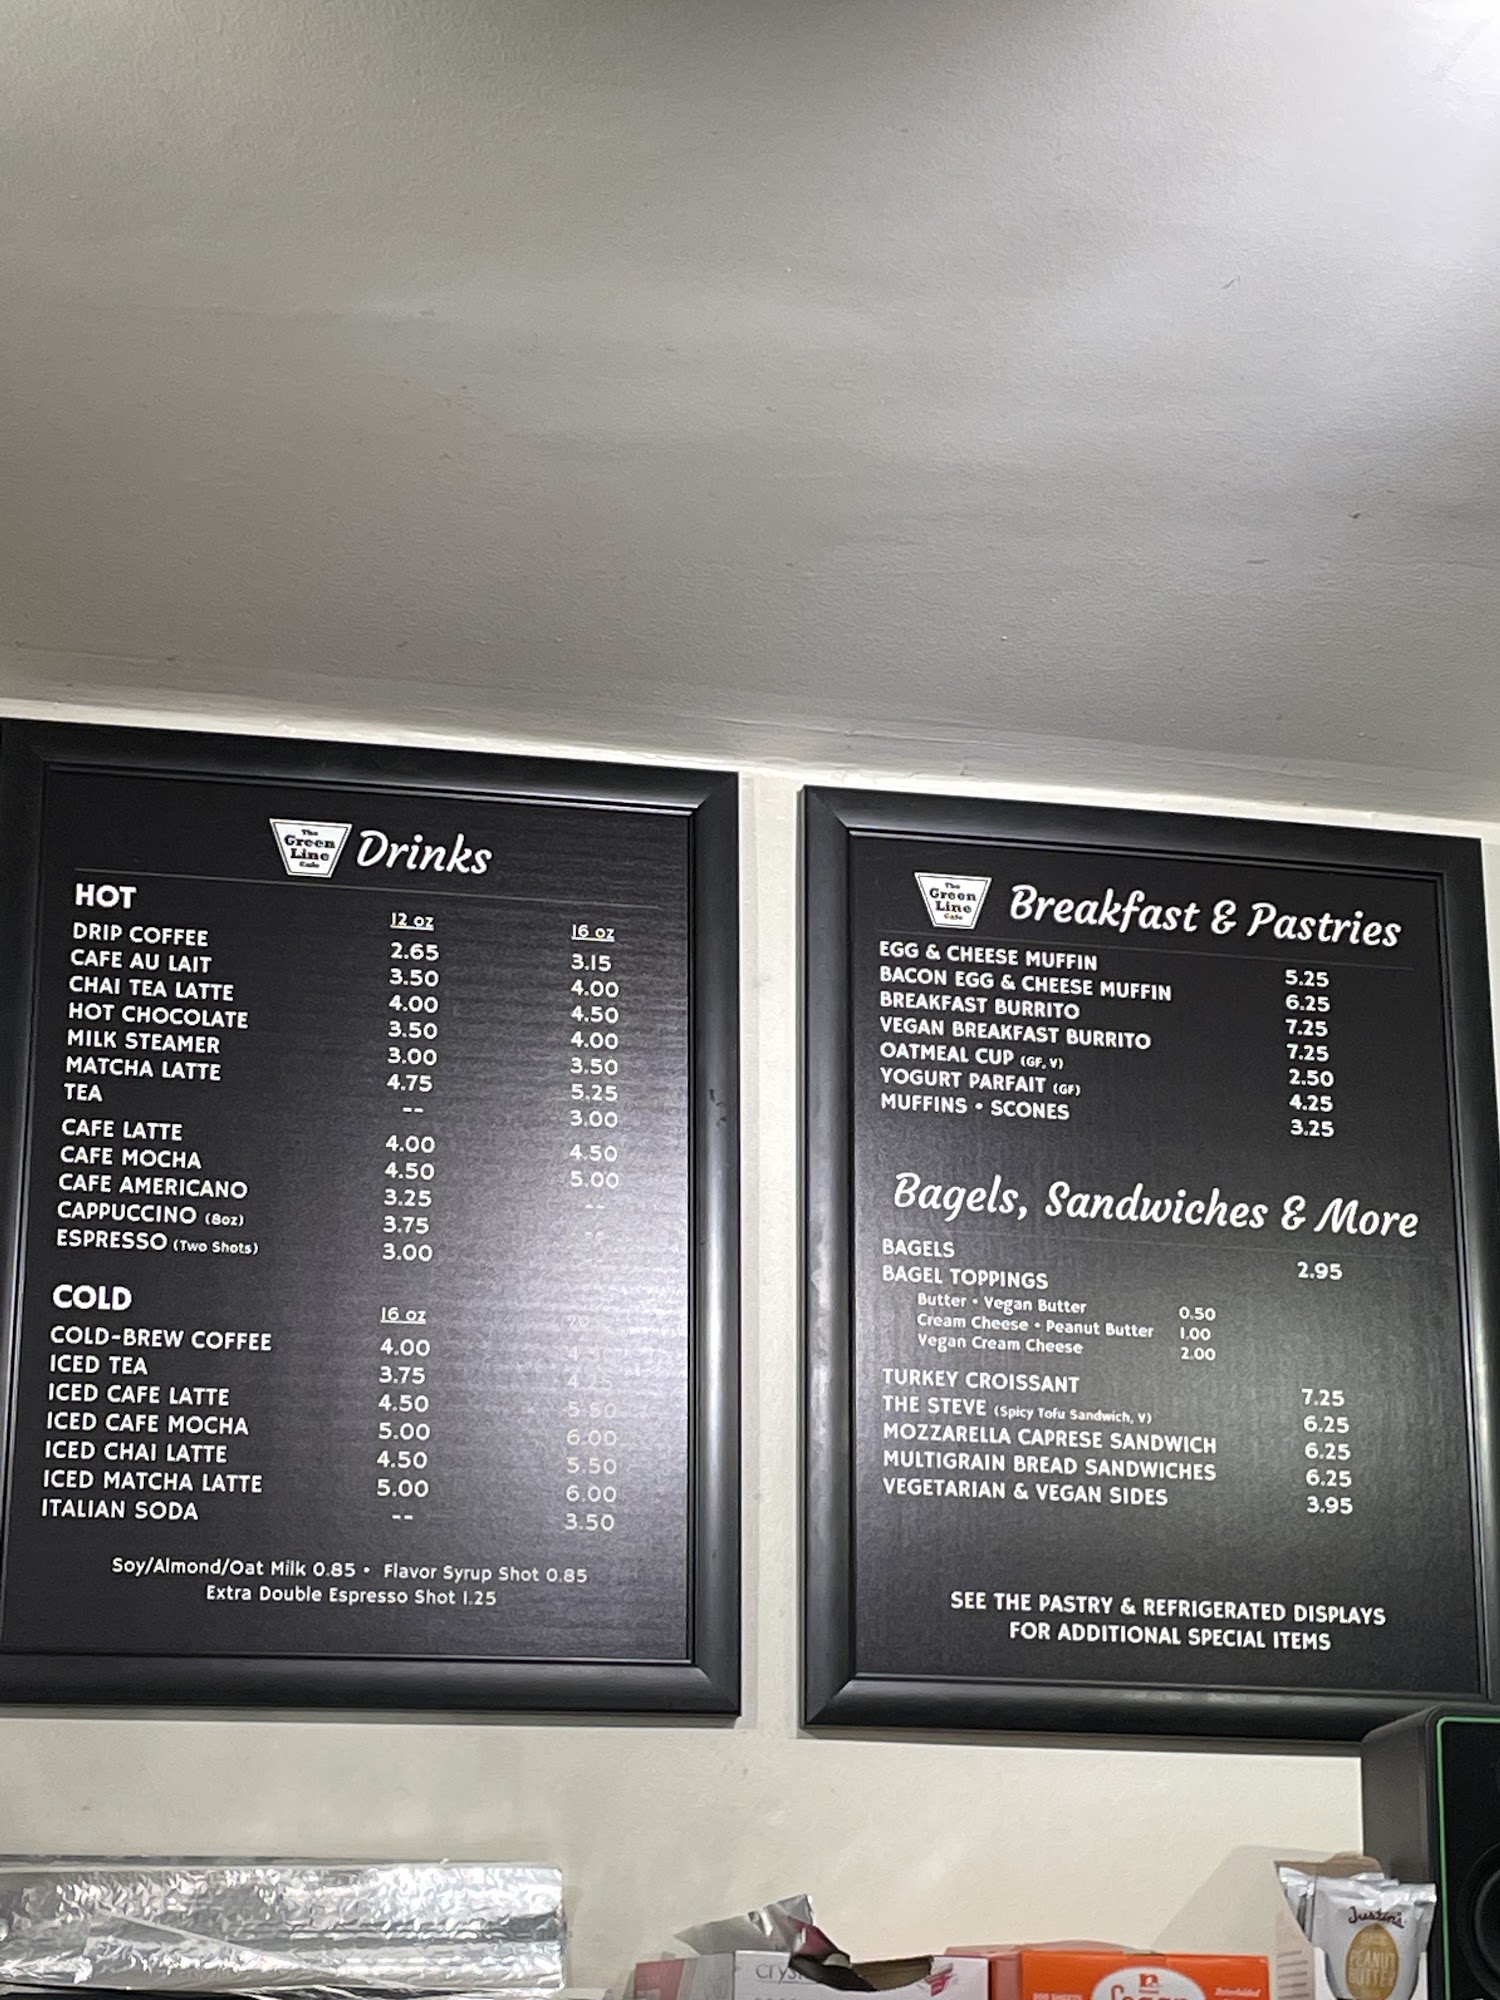 The Green Line Cafe Drinks
HOT 12 oz 16 oz
DRIP COFFEE 2.65 3.15
CAFE AU LAIT 3.50 4.00
CHAI TEA LATTE 4.00 4.50
HOT CHOCOLATE 3.50 4.00
MILK STEAMER 3.00 3.50
MATCHA LATTE 4.75 5.25
TEA -- 3.00
CAFE LATTE 4.00 4.50
CAFE MOCHA 4.50 5.00
CAFE AMERICANO 3.25 --
CAPPUCCINO (8oz) 3.75 --
ESPRESSO (Two Shots) 3.00
COLD 16 oz
COLD-BREW COFFEE 4.00
ICED TEA 3.75 4.25
ICED CAFE LATTE 4.50 5.50
ICED CAFE MOCHA 5.00 6.00
ICED CHAI LATTE 4.50 5.50
ICED MATCHA LATTE 5.00 6.00
ITALIAN SODA -- 3.50
Soy/Almond/Oat Milk 0.85 • Flavor Syrup Shot 0.85
Extra Double Espresso Shot 1.25
The Green Line Cafe Breakfast & Pastries
EGG & CHEESE MUFFIN 5.25
BACON EGG & CHEESE MUFFIN 6.25
BREAKFAST BURRITO 7.25
VEGAN BREAKFAST BURRITO 7.25
OATMEAL CUP (GF, V) 2.50
YOGURT PARFAIT (GF) 4.25
MUFFINS • SCONES 3.25
Bagels, Sandwiches & More
BAGELS 2.95
BAGEL TOPPINGS
Butter • Vegan Butter 0.50
Cream Cheese • Peanut Butter 1.00
Vegan Cream Cheese 2.00
TURKEY CROISSANT 7.25
THE STEVE (Spicy Tofu Sandwich, V) 6.25
MOZZARELLA CAPRESE SANDWICH 6.25
MULTIGRAIN BREAD SANDWICHES 6.25
VEGETARIAN & VEGAN SIDES 3.95
SEE THE PASTRY & REFRIGERATED DISPLAYS
FOR ADDITIONAL SPECIAL ITEMS
Justin's
PEANUT
BUTTER